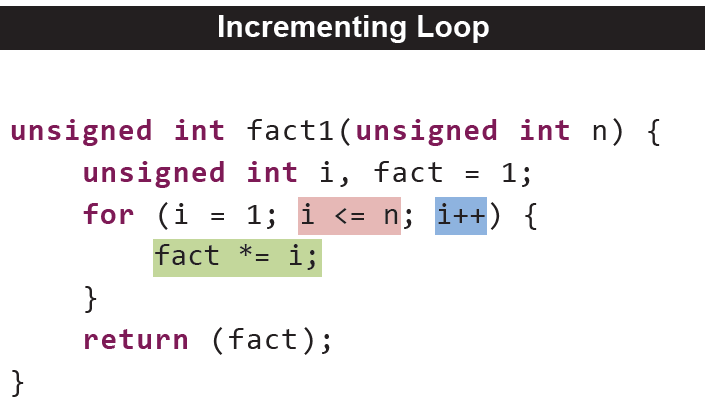 Incrementing Loop
unsigned int fact1(unsigned int n) {
    unsigned int i, fact = 1;
    for (i = 1; i <= n; i++) {
        fact *= i;
    }
    return (fact);
}